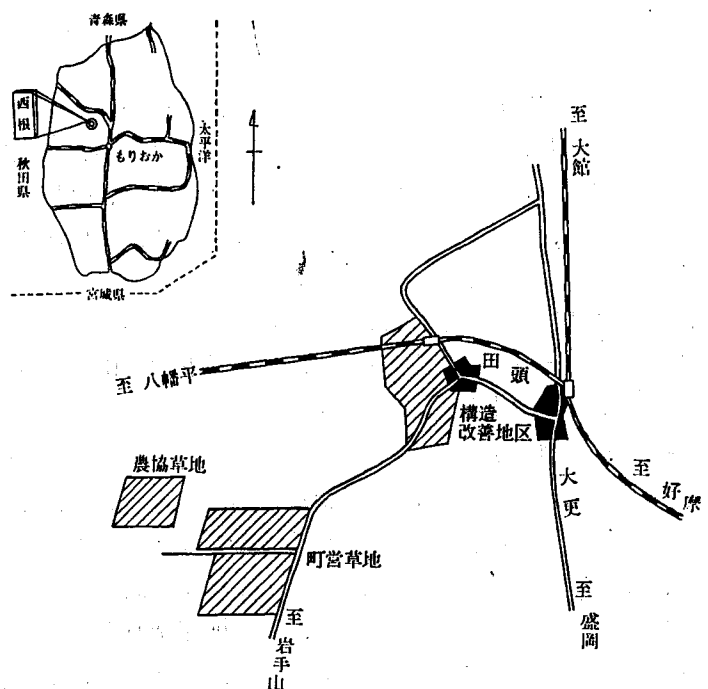 青森県
西根
秋田県
もりおか
太平洋
宮城県
至大館
至八幡平
田頭
構造
改善地区
農協草地
町営草地
大更
至好摩
至盛岡
至岩手山